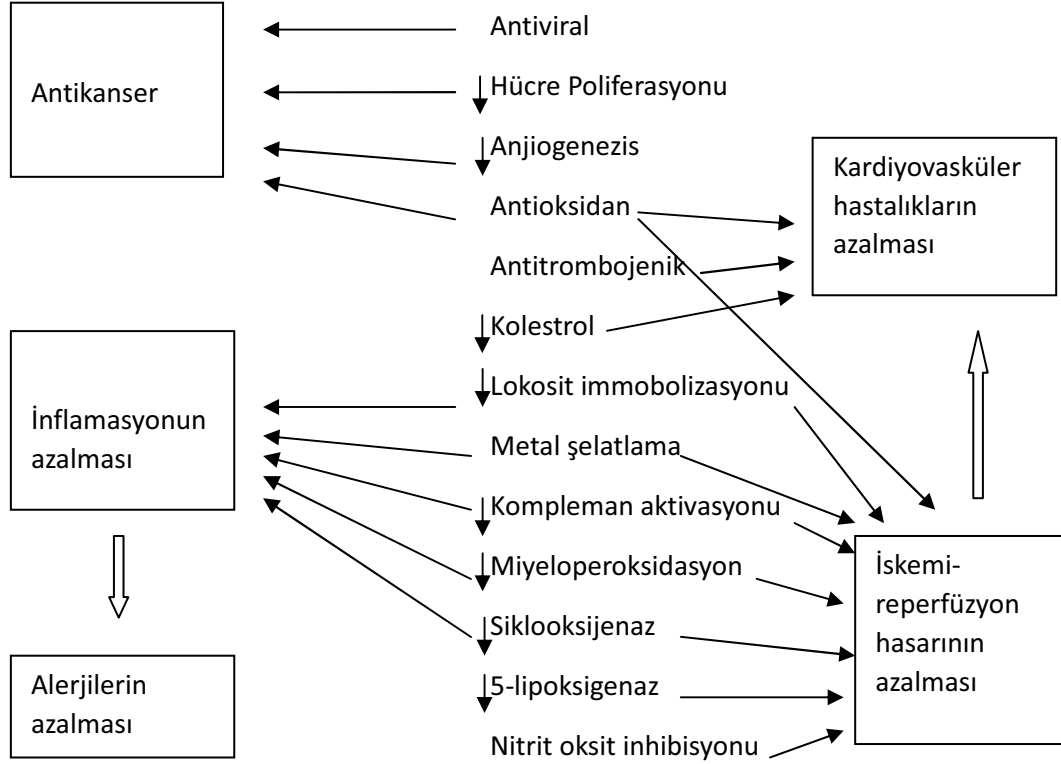 Antikanser
Antiviral
Hücre Poliferasyonu
Anjiogenezis
Antioksidan
Antitrombojenik
Kolestrol
Lokosit immobolizasyonu
Metal şelatlama
Kompleman aktivasyonu
Miyeloperoksidasyon
Siklooksijenaz
5-lipoksigenaz
Nitrit oksit inhibisyonu
Kardiyovasküler
hastalıkların
azalması
İnflamasyonun
azalması
Alerjilerin
azalması
İskemi-
reperfüzyon
hasarının
azalması